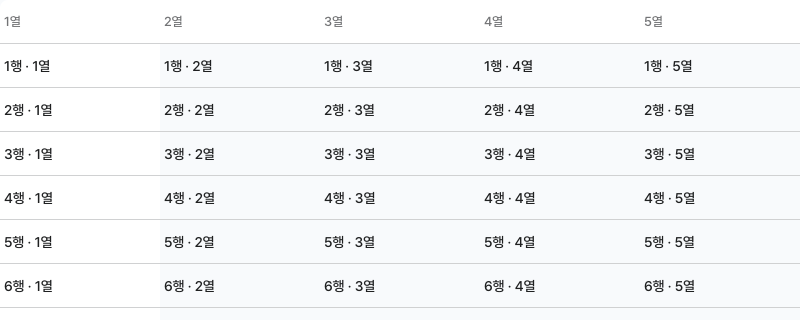 1열 2열 3열 4열 5열
1행 · 1열 1행 · 2열 1행 · 3열 1행 · 4열 1행 · 5열
2행 · 1열 2행 · 2열 2행 · 3열 2행 · 4열 2행 · 5열
3행 · 1열 3행 · 2열 3행 · 3열 3행 · 4열 3행 · 5열
4행 · 1열 4행 · 2열 4행 · 3열 4행 · 4열 4행 · 5열
5행 · 1열 5행 · 2열 5행 · 3열 5행 · 4열 5행 · 5열
6행 · 1열 6행 · 2열 6행 · 3열 6행 · 4열 6행 · 5열